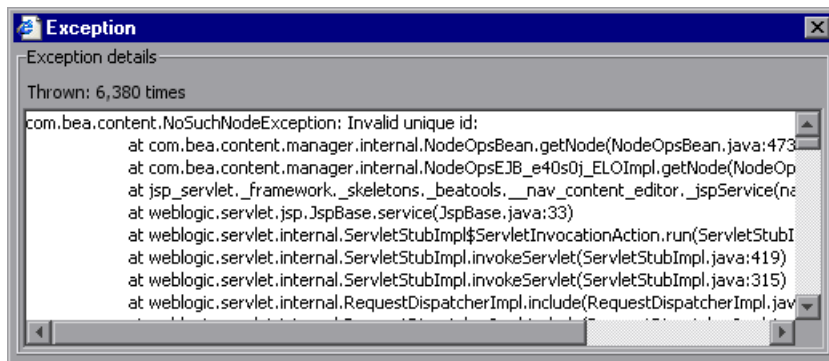 Exception
Exception details
Thrown: 6,380 times
com.bea.content.NoSuchNodeException: Invalid unique id:
at com.bea.content.manager.internal.NodeOpsBean.getNode(NodeOpsBean.java:473
at com.bea.content.manager.internal.NodeOpsEJB_e40s0j_ELOImpl.getNode(NodeOp
at jsp_servlet._framework._skeletons._beatools.__nav_content_editor._jspService(na
at weblogic.servlet.jsp.JspBase.service(JspBase.java:33)
at weblogic.servlet.internal.ServletStubImpl$ServletInvocationAction.run(ServletStubI
at weblogic.servlet.internal.ServletStubImpl.invokeServlet(ServletStubImpl.java:419)
at weblogic.servlet.internal.ServletStubImpl.invokeServlet(ServletStubImpl.java:315)
at weblogic.servlet.internal.RequestDispatcherImpl.include(RequestDispatcherImpl.jav